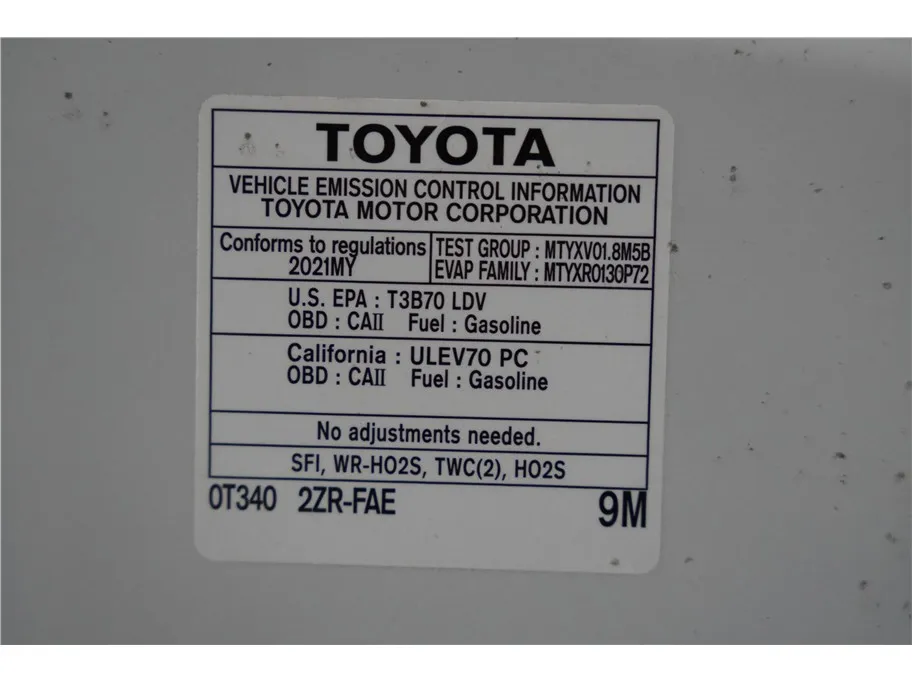 TOYOTA
VEHICLE EMISSION CONTROL INFORMATION
TOYOTA MOTOR CORPORATION
Conforms to regulations
2021MY
TEST GROUP : MTYXV01.8M5B
EVAP FAMILY : MTYXR0130P72
U.S. EPA : T3B70 LDV
OBD : CAⅡ Fuel : Gasoline
California : ULEV70 PC
OBD : CAⅡ Fuel : Gasoline
No adjustments needed.
SFI, WR-HO2S, TWC(2), HO2S
0T340 2ZR-FAE 9M